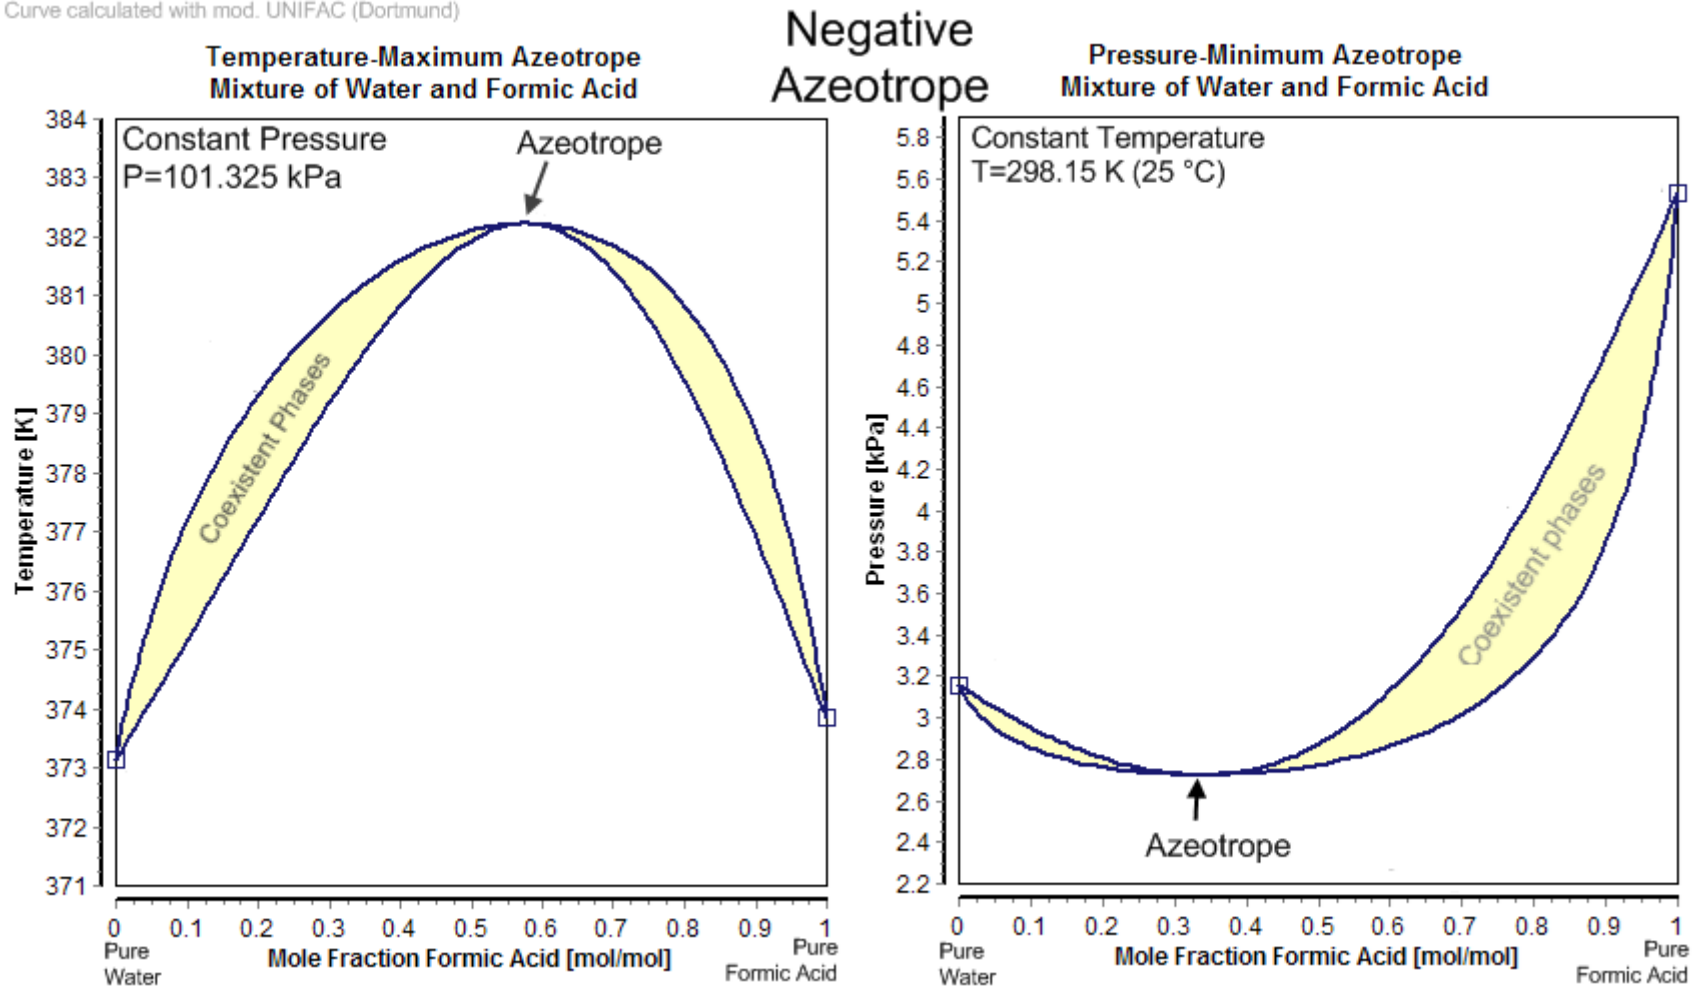 Curve calculated with mod. UNIFAC (Dortmund)
Negative
Azeotrope
Temperature-Maximum Azeotrope
Mixture of Water and Formic Acid
Constant Pressure
P=101.325 kPa
Azeotrope
Coexistent Phases
Temperature [K]
384
383
382
381
380
379
378
377
376
375
374
373
372
371
0 0.1 0.2 0.3 0.4 0.5 0.6 0.7 0.8 0.9 1
Pure
Water
Mole Fraction Formic Acid [mol/mol]
Pure
Formic Acid
Pressure-Minimum Azeotrope
Mixture of Water and Formic Acid
Constant Temperature
T=298.15 K (25 °C)
Coexistent phases
Azeotrope
Pressure [kPa]
5.8
5.6
5.4
5.2
5
4.8
4.6
4.4
4.2
4
3.8
3.6
3.4
3.2
3
2.8
2.6
2.4
2.2
0 0.1 0.2 0.3 0.4 0.5 0.6 0.7 0.8 0.9 1
Pure
Water
Mole Fraction Formic Acid [mol/mol]
Pure
Formic Acid